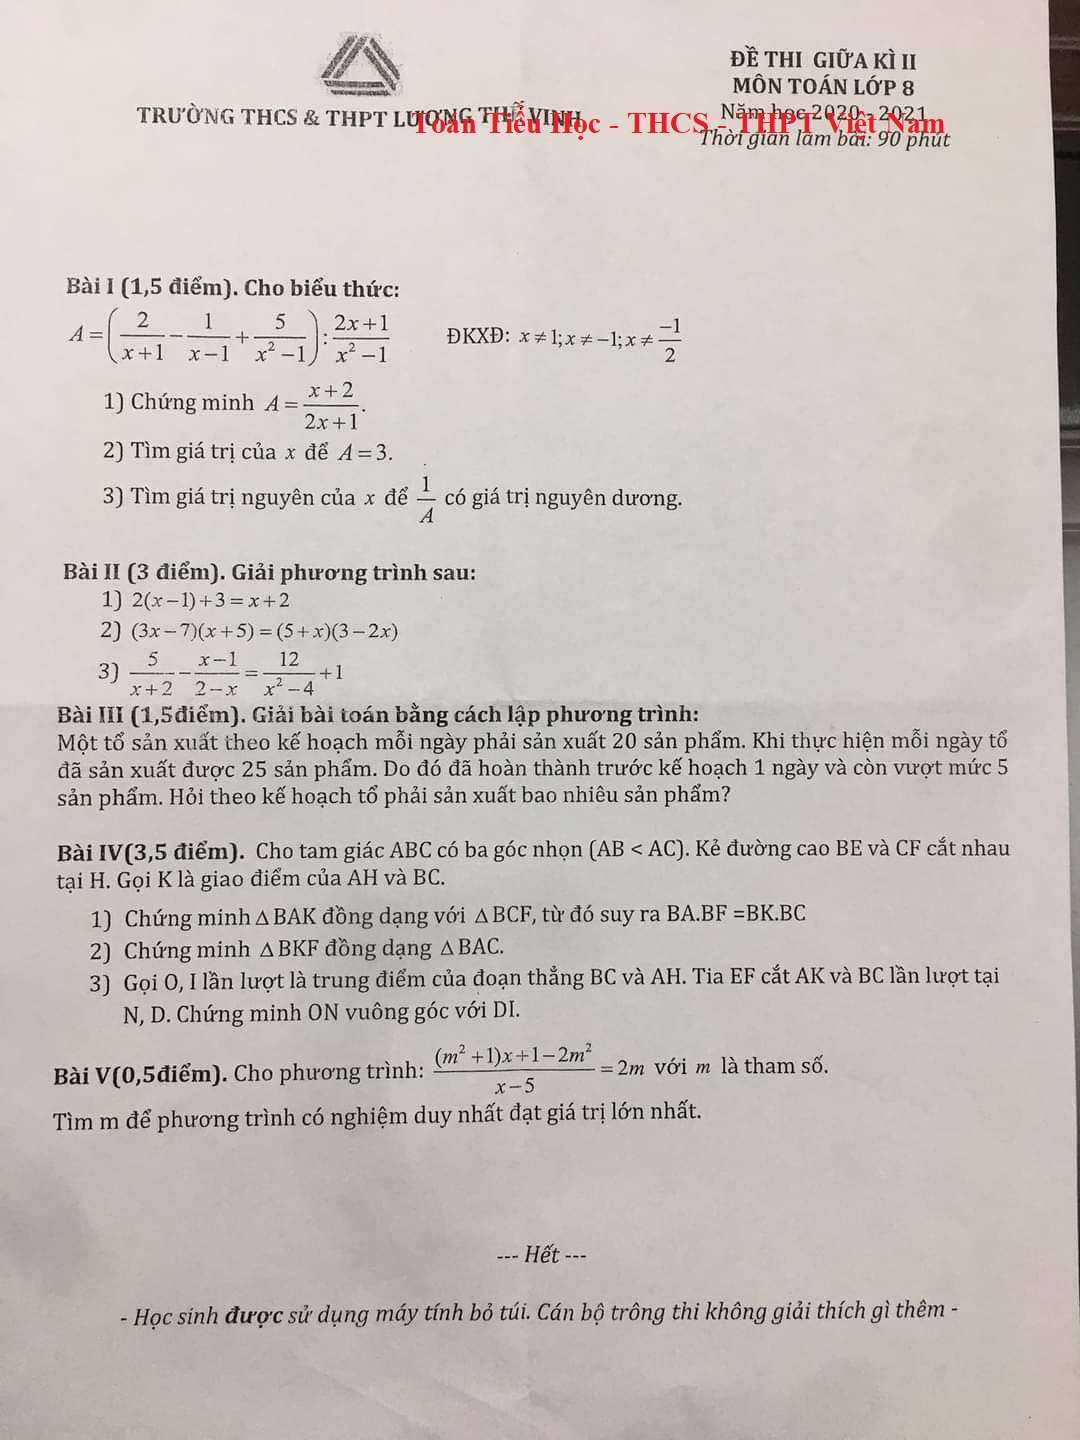 ĐỀ THI GIỮA KÌ II
MÔN TOÁN LỚP 8
TRƯỜNG THCS & THPT LƯƠNG THẾ VINH
Năm học 2020 - 2021
Toán Tiểu Học - THCS - THPT Việt Nam
Thời gian làm bài: 90 phút
Bài I (1,5 điểm). Cho biểu thức:
A = (2/(x+1) − 1/(x−1) + 5/(x² −1)) : (2x+1)/(x² −1) ĐKXĐ: x ≠ 1; x ≠ −1; x ≠ −1/2
1) Chứng minh A = (x+2)/(2x+1).
2) Tìm giá trị của x để A = 3.
3) Tìm giá trị nguyên của x để 1/A có giá trị nguyên dương.
Bài II (3 điểm). Giải phương trình sau:
1) 2(x−1)+3 = x+2
2) (3x−7)(x+5) = (5+x)(3−2x)
3) 5/(x+2) − (x−1)/(2−x) = 12/(x² −4) + 1
Bài III (1,5điểm). Giải bài toán bằng cách lập phương trình:
Một tổ sản xuất theo kế hoạch mỗi ngày phải sản xuất 20 sản phẩm. Khi thực hiện mỗi ngày tổ
đã sản xuất được 25 sản phẩm. Do đó đã hoàn thành trước kế hoạch 1 ngày và còn vượt mức 5
sản phẩm. Hỏi theo kế hoạch tổ phải sản xuất bao nhiêu sản phẩm?
Bài IV(3,5 điểm). Cho tam giác ABC có ba góc nhọn (AB < AC). Kẻ đường cao BE và CF cắt nhau
tại H. Gọi K là giao điểm của AH và BC.
1) Chứng minh Δ BAK đồng dạng với Δ BCF, từ đó suy ra BA.BF =BK.BC
2) Chứng minh Δ BKF đồng dạng Δ BAC.
3) Gọi O, I lần lượt là trung điểm của đoạn thẳng BC và AH. Tia EF cắt AK và BC lần lượt tại
N, D. Chứng minh ON vuông góc với DI.
Bài V(0,5điểm). Cho phương trình: ((m² +1)x+1−2m²)/(x−5) = 2m với m là tham số.
Tìm m để phương trình có nghiệm duy nhất đạt giá trị lớn nhất.
--- Hết ---
- Học sinh được sử dụng máy tính bỏ túi. Cán bộ trông thi không giải thích gì thêm -